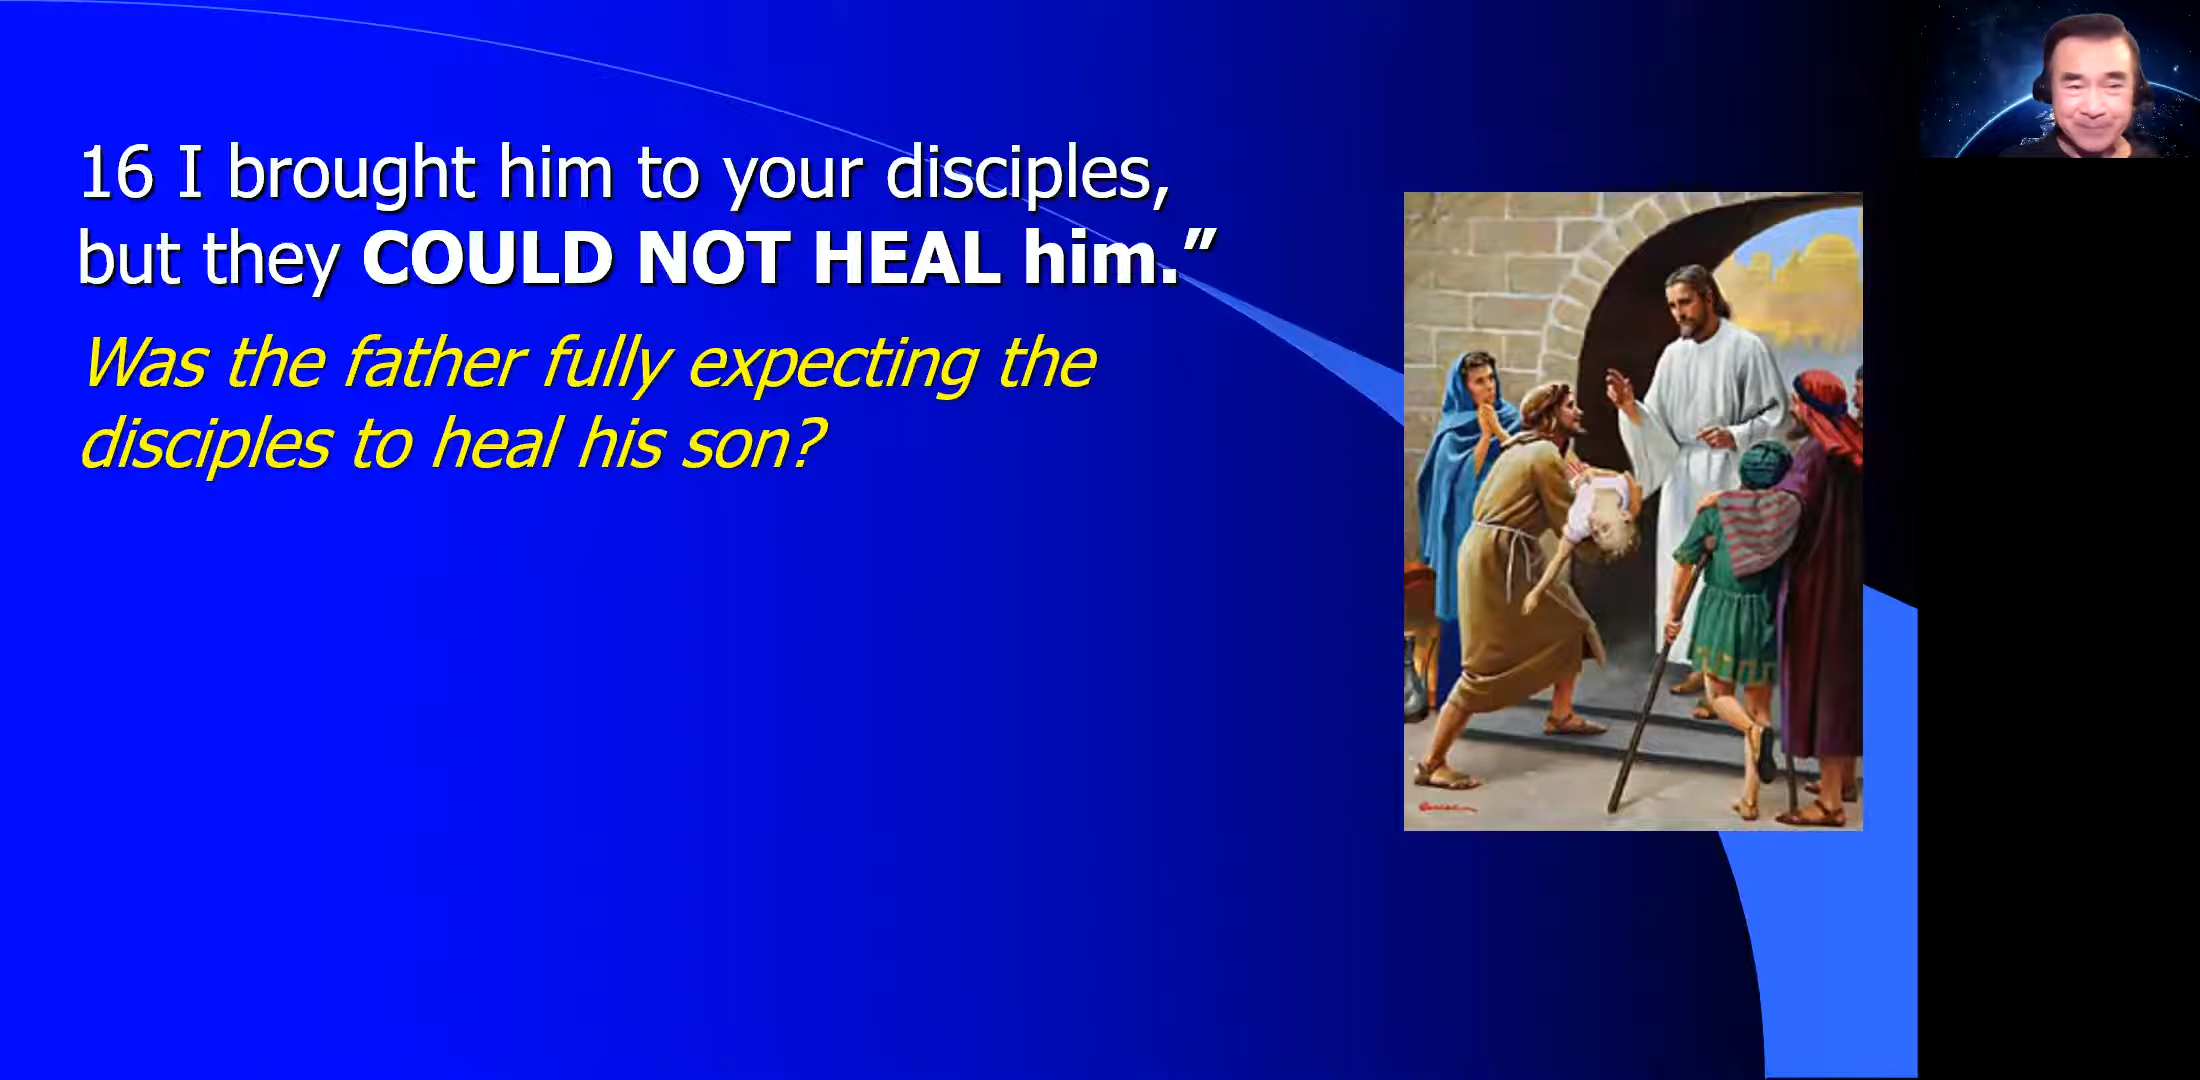 16 I brought him to your disciples,
but they COULD NOT HEAL him.”
Was the father fully expecting the
disciples to heal his son?